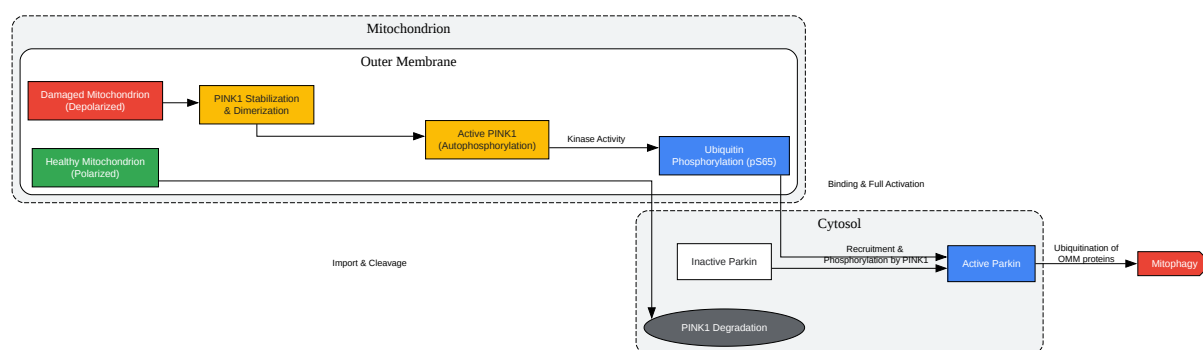 Mitochondrion
Outer Membrane
Damaged Mitochondrion
(Depolarized)
PINK1 Stabilization
& Dimerization
Active PINK1
(Autophosphorylation)
Kinase Activity
Ubiquitin
Phosphorylation (pS65)
Healthy Mitochondrion
(Polarized)
Binding & Full Activation
Cytosol
Inactive Parkin
Recruitment &
Phosphorylation by PINK1
Active Parkin
Ubiquitination of
OMM proteins
Mitophagy
Import & Cleavage
PINK1 Degradation